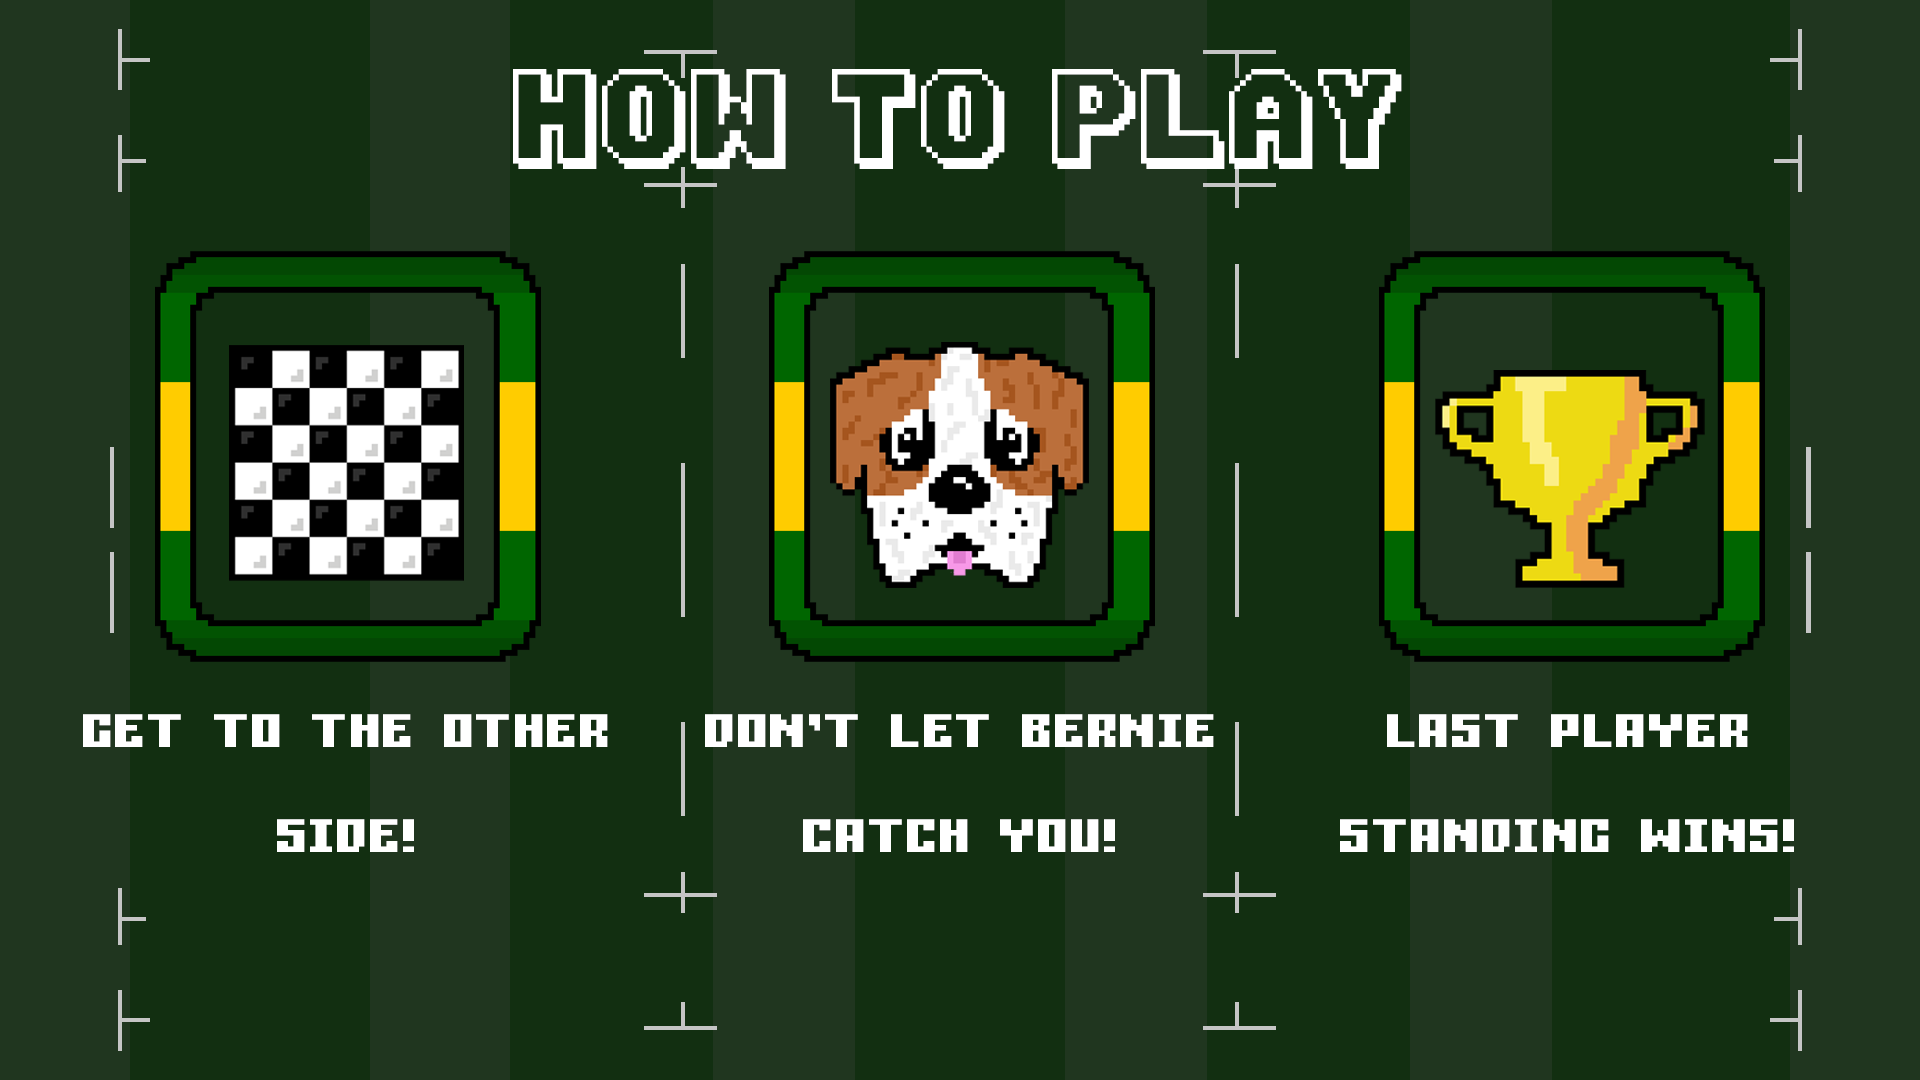 HOW TO PLAY
GET TO THE OTHER
SIDE!
DON'T LET BERNIE
CATCH YOU!
LAST PLAYER
STANDING WINS!